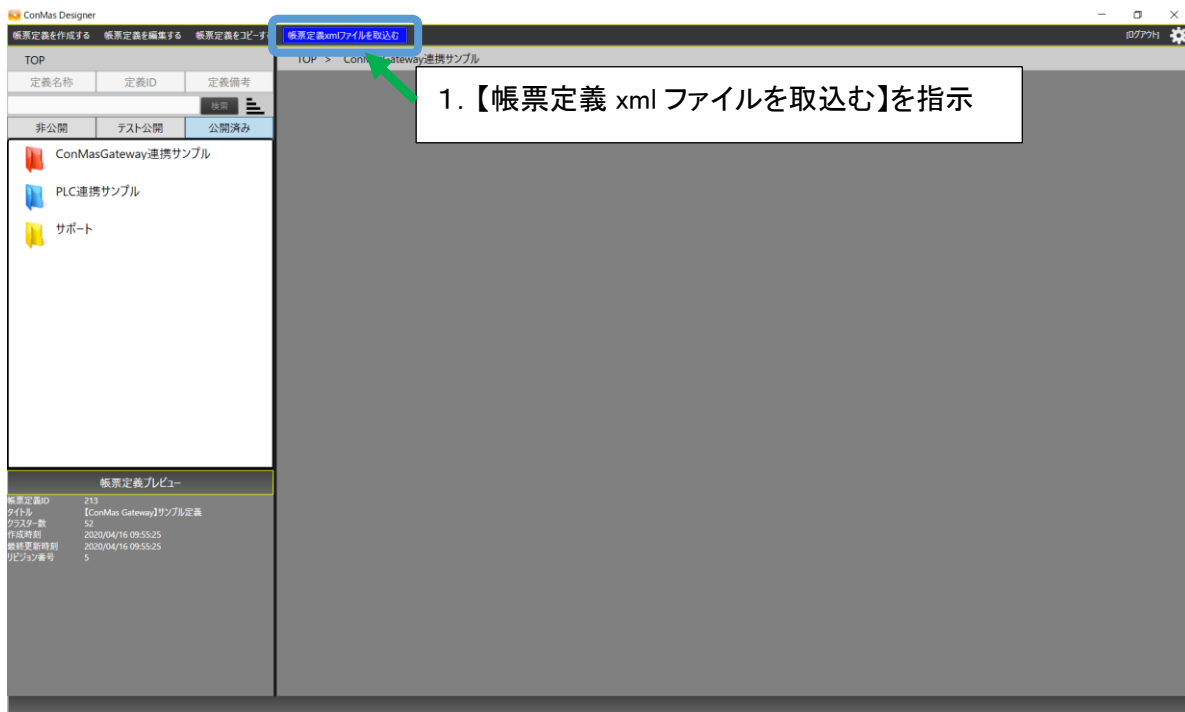 ConMas Designer
帳票定義を作成する 帳票定義を編集する 帳票定義をコピーす 帳票定義xmlファイルを取込む ログアウト
TOP
TOP > ConMasGateway連携サンプル
定義名称 定義ID 定義備考
検索
非公開 テスト公開 公開済み
1．【帳票定義 xml ファイルを取込む】を指示
ConMasGateway連携サンプル
PLC連携サンプル
サポート
帳票定義プレビュー
帳票定義ID 213
タイトル 【ConMas Gateway】サンプル定義
クラスター数 52
作成時刻 2020/04/16 09:55:25
最終更新時刻 2020/04/16 09:55:25
リビジョン番号 5